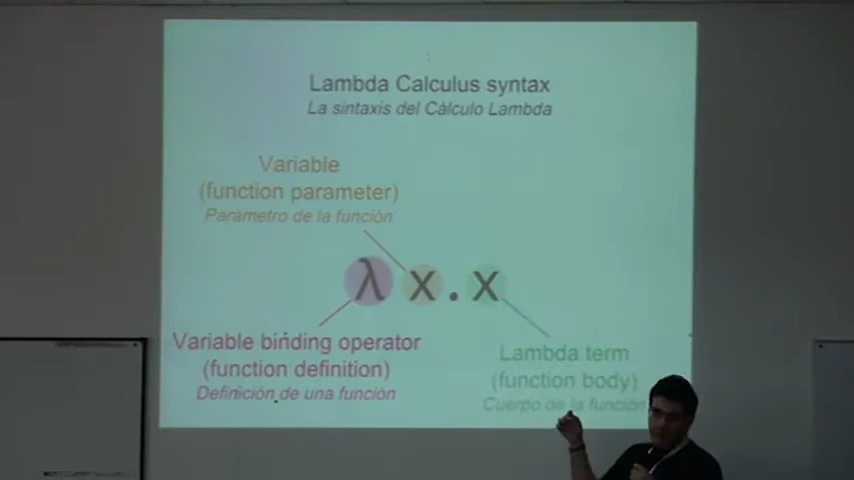 Lambda Calculus syntax
La sintaxis del Cálculo Lambda
Variable
(function parameter)
Parámetro de la función
λ x . x
Variable binding operator
(function definition)
Definición de una función
Lambda term
(function body)
Cuerpo de la función